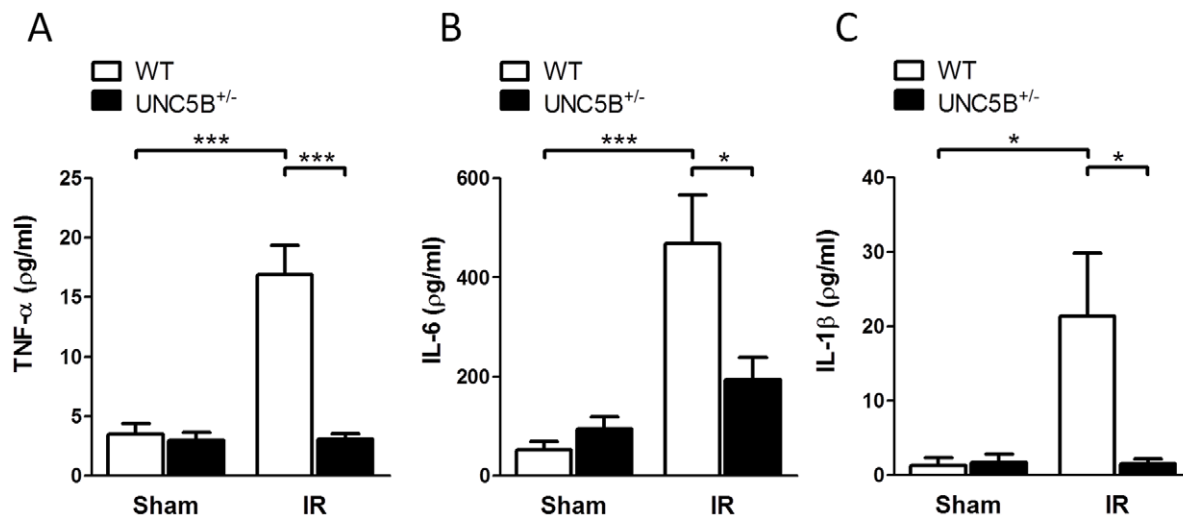 A
WT
UNC5B+/-
***
***
TNF-α (ρg/ml)
25
20
15
10
5
0
Sham IR
B
WT
UNC5B+/-
***
*
IL-6 (ρg/ml)
600
400
200
0
Sham IR
C
WT
UNC5B+/-
*
*
IL-1β (ρg/ml)
40
30
20
10
0
Sham IR